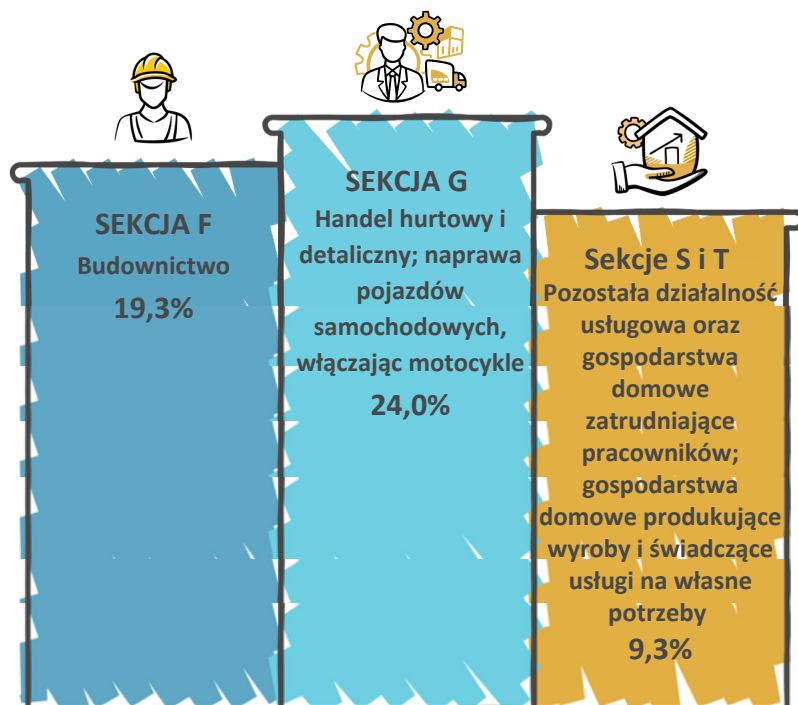 SEKCJA F
Budownictwo
19,3%
SEKCJA G
Handel hurtowy i
detaliczny; naprawa
pojazdów
samochodowych,
włączając motocykle
24,0%
Sekcje S i T
Pozostała działalność
usługowa oraz
gospodarstwa
domowe
zatrudniające
pracowników;
gospodarstwa
domowe produkujące
wyroby i świadczące
usługi na własne
potrzeby
9,3%